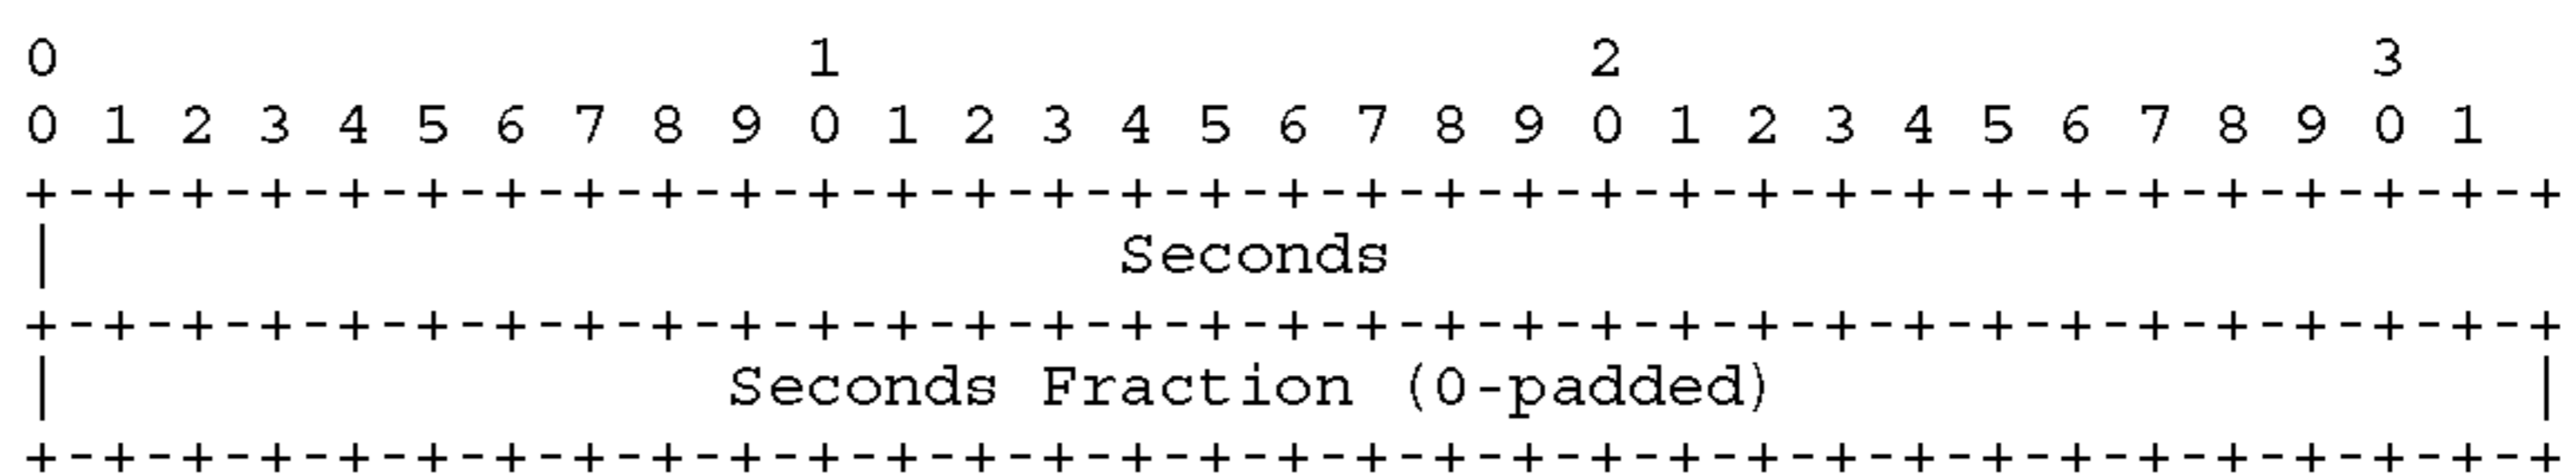 0                   1                   2                   3
0 1 2 3 4 5 6 7 8 9 0 1 2 3 4 5 6 7 8 9 0 1 2 3 4 5 6 7 8 9 0 1
+-+-+-+-+-+-+-+-+-+-+-+-+-+-+-+-+-+-+-+-+-+-+-+-+-+-+-+-+-+-+-+-+
|                           Seconds
+-+-+-+-+-+-+-+-+-+-+-+-+-+-+-+-+-+-+-+-+-+-+-+-+-+-+-+-+-+-+-+-+
|                 Seconds Fraction (0-padded)                   |
+-+-+-+-+-+-+-+-+-+-+-+-+-+-+-+-+-+-+-+-+-+-+-+-+-+-+-+-+-+-+-+-+